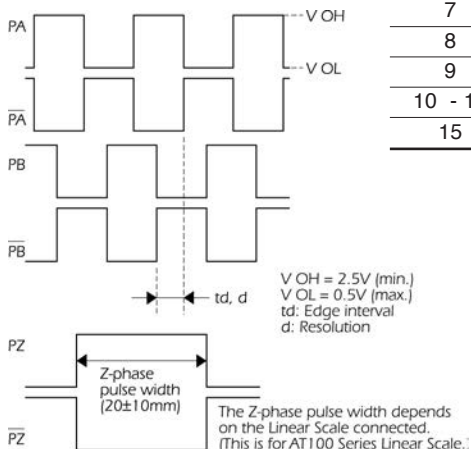 PA
V OH
V OL
PA
PB
PB
td, d
V OH = 2.5V (min.)
V OL = 0.5V (max.)
td: Edge interval
d: Resolution
PZ
Z-phase
pulse width
(20±10mm)
PZ
The Z-phase pulse width depends
on the Linear Scale connected.
(This is for AT100 Series Linear Scale.)
7
8
9
10 - 1
15